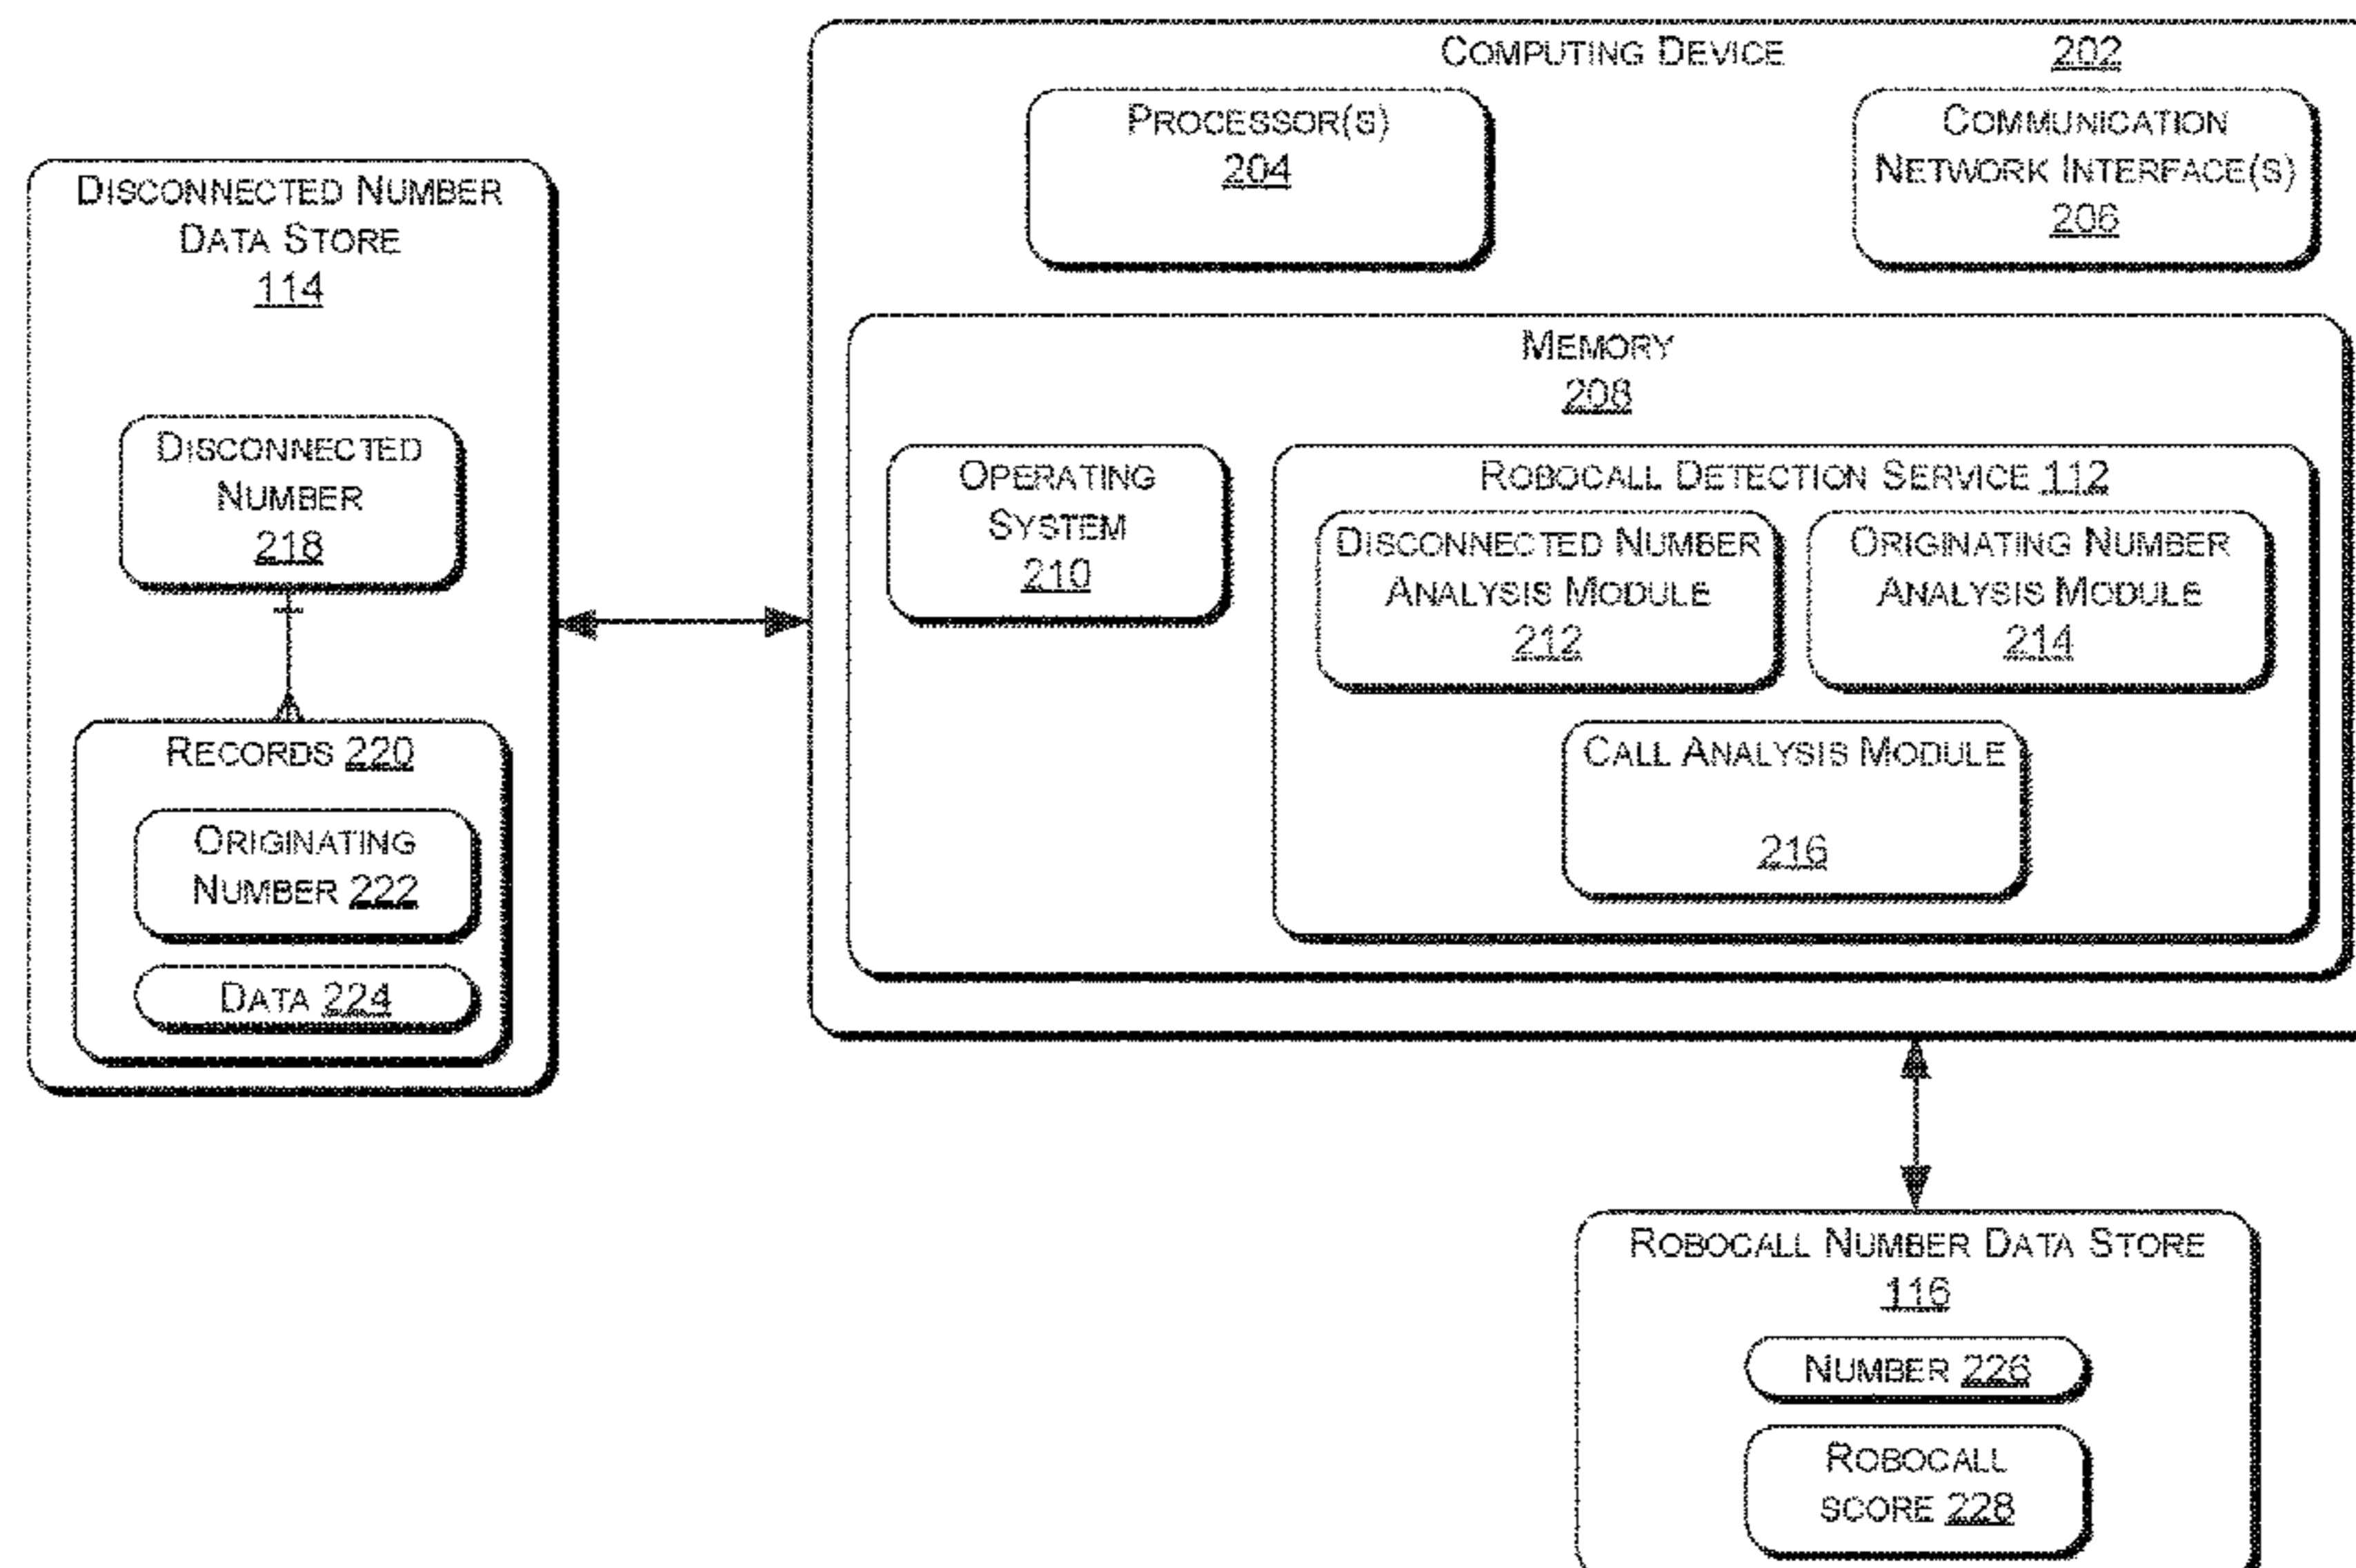 COMPUTING DEVICE 202
PROCESSOR(S)
204
COMMUNICATION
NETWORK INTERFACE(S)
206
DISCONNECTED NUMBER
DATA STORE
114
DISCONNECTED
NUMBER
218
RECORDS 220
ORIGINATING
NUMBER 222
DATA 224
MEMORY
208
OPERATING
SYSTEM
210
ROBOCALL DETECTION SERVICE 112
DISCONNECTED NUMBER
ANALYSIS MODULE
212
ORIGINATING NUMBER
ANALYSIS MODULE
214
CALL ANALYSIS MODULE
216
ROBOCALL NUMBER DATA STORE
116
NUMBER 226
ROBOCALL
SCORE 228